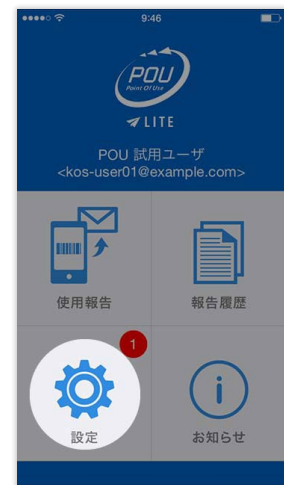 9:46
POU
Point Of Use
LITE
POU 試用ユーザ
<kos-user01@example.com>
使用報告
報告履歴
1
設定
お知らせ